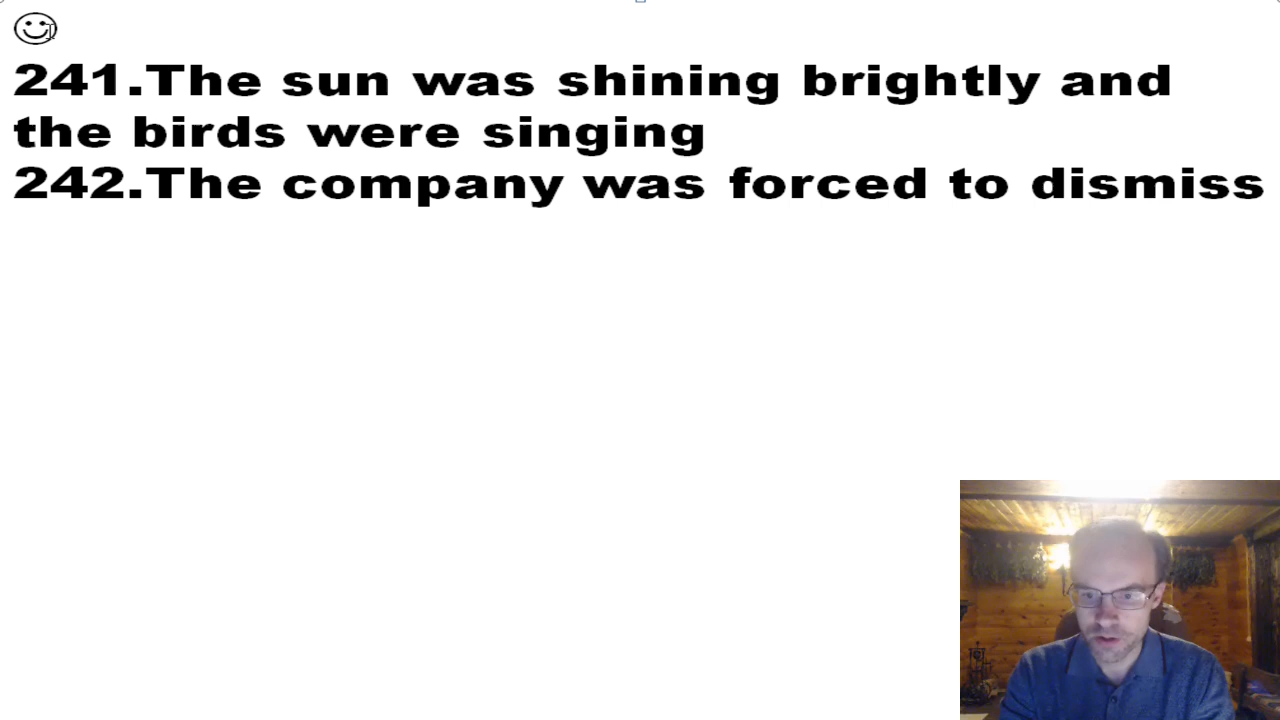 241.The sun was shining brightly and
the birds were singing
242.The company was forced to dismiss